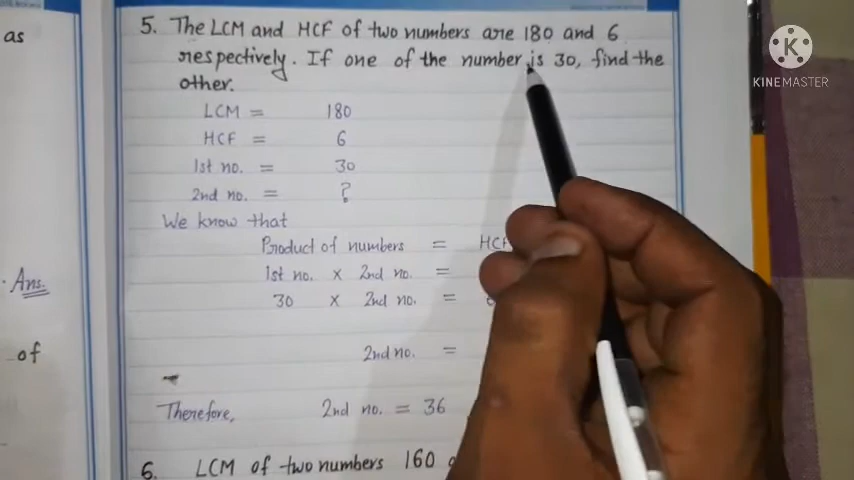 as
5. The LCM and HCF of two numbers are 180 and 6
respectively. If one of the number is 30, find the
other.
LCM = 180
HCF = 6
1st no. = 30
2nd no. = ?
We know that
Product of numbers = HCF
1st no. x 2nd no. =
30 x 2nd no. =
Ans.
of
2nd no. =
Therefore, 2nd no. = 36
6. LCM of two numbers 160
K
KINEMASTER